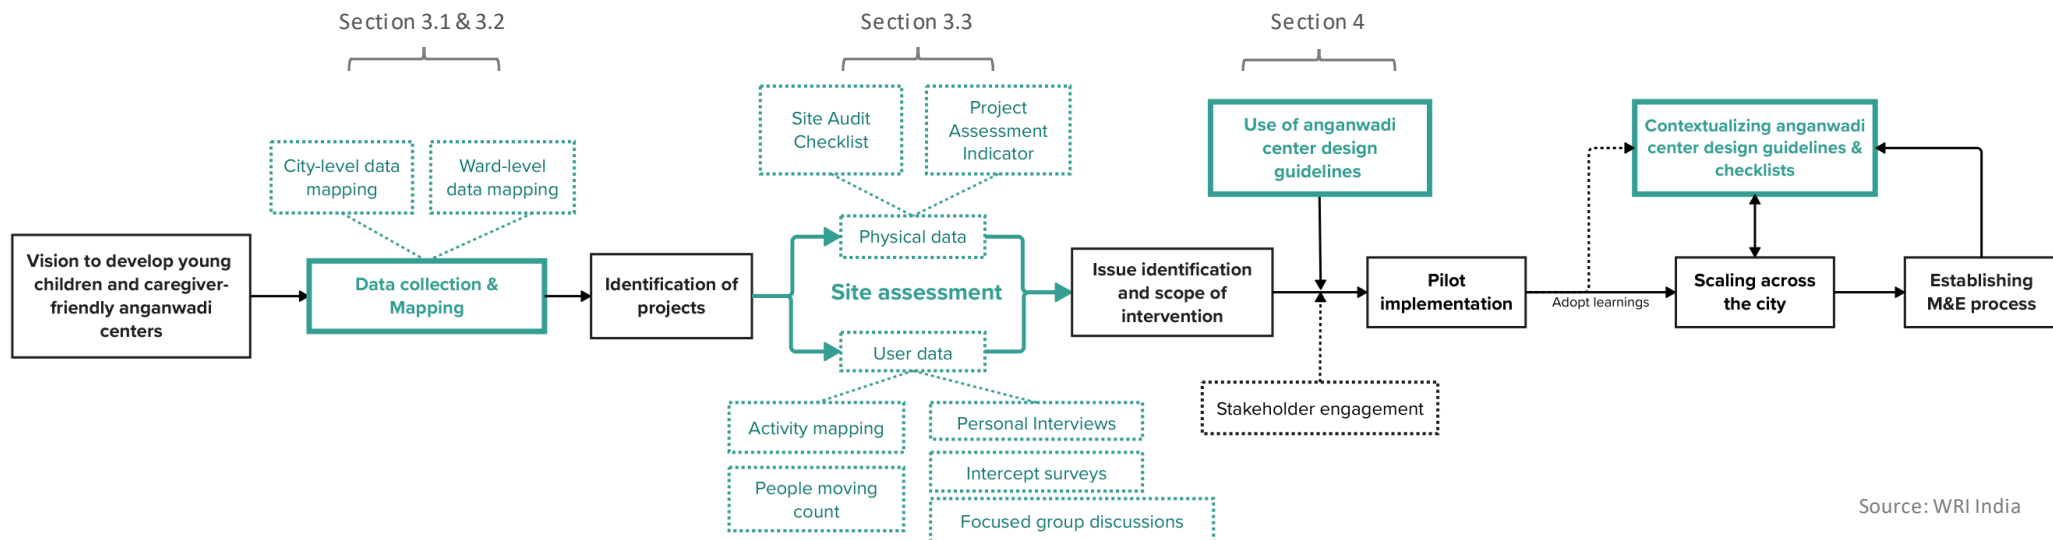 Section 3.1 & 3.2
Section 3.3
Section 4
City-level data
mapping
Ward-level
data mapping
Site Audit
Checklist
Project
Assessment
Indicator
Use of anganwadi
center design
guidelines
Contextualizing anganwadi
center design guidelines &
checklists
Vision to develop young
children and caregiver-
friendly anganwadi
centers
Data collection &
Mapping
Identification of
projects
Physical data
Site assessment
User data
Issue identification
and scope of
intervention
Pilot
implementation
Adopt learnings
Scaling across
the city
Establishing
M&E process
Stakeholder engagement
Activity mapping
People moving
count
Personal Interviews
Intercept surveys
Focused group discussions
Source: WRI India